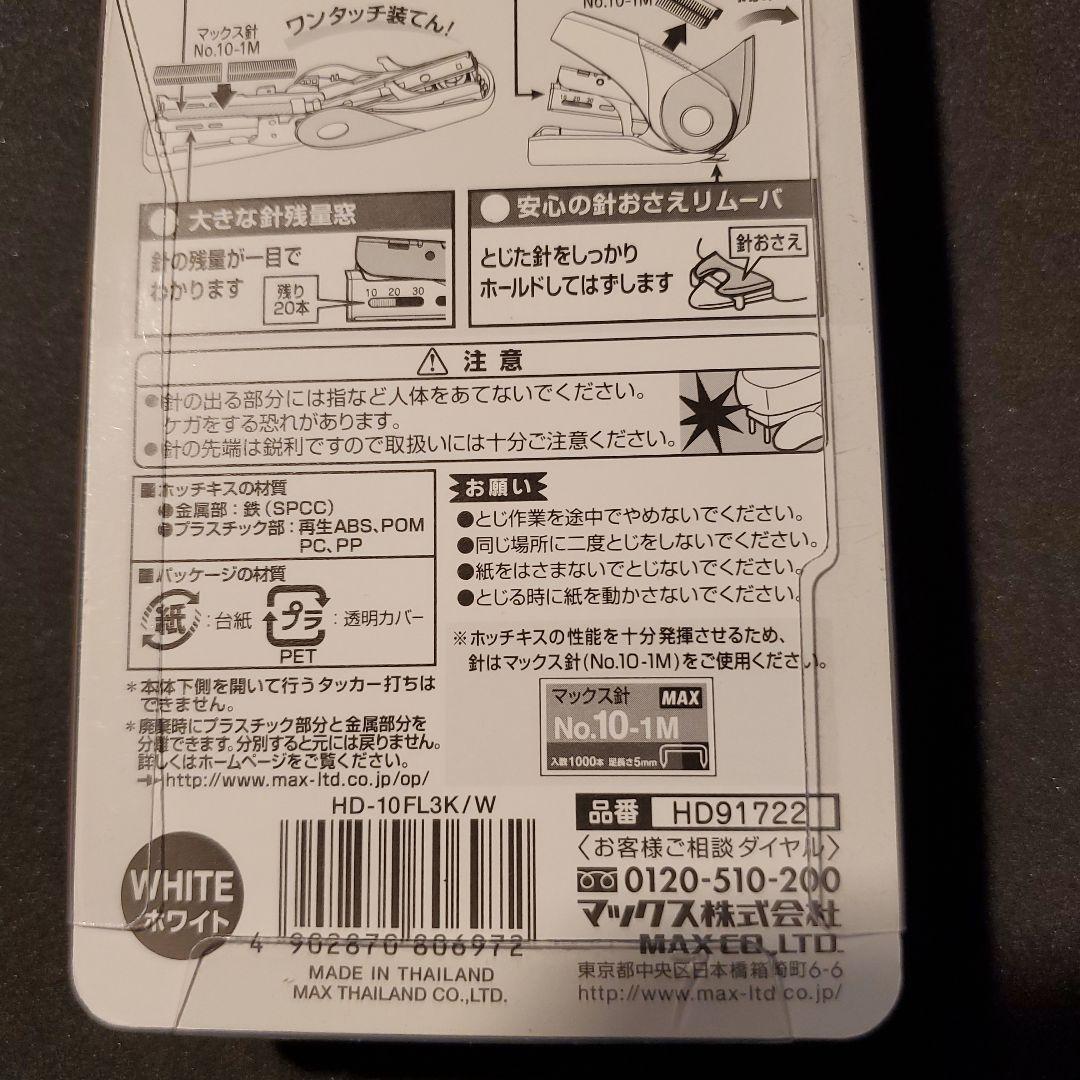 マックス針
No.10-1M
ワンタッチ装てん!
No.10-1M
大きな針残量窓
針の残量が一目で
わかります
残り
20本
10 20 30
安心の針おさえリムーバ
とじた針をしっかり
ホールドしてはずします
針おさえ
注意
●針の出る部分には指など人体をあてないでください。
ケガをする恐れがあります。
●針の先端は鋭利ですので取扱いには十分ご注意ください。
■ホッチキスの材質
●金属部:鉄(SPCC)
●プラスチック部:再生ABS、POM
PC、PP
■パッケージの材質
紙:台紙 プラ:透明カバー
PET
*本体下側を開いて行うタッカー打ちは
できません。
*廃棄時にプラスチック部分と金属部分を
分離できます。分別すると元には戻りません。
詳しくはホームページをご覧ください。
http://www.max-ltd.co.jp/op/
お願い
●とじ作業を途中でやめないでください。
●同じ場所に二度とじをしないでください。
●紙をはさまないでとじないでください。
●とじる時に紙を動かさないでください。
※ホッチキスの性能を十分発揮させるため、
針はマックス針(No.10-1M)をご使用ください。
マックス針 MAX
No.10-1M
入数1000本 足長さ5mm
HD-10FL3K/W
WHITE
ホワイト
4 902870 806972
MADE IN THAILAND
MAX THAILAND CO.,LTD.
品番 HD91722
〈お客様ご相談ダイヤル〉
0120-510-200
マックス株式会社
MAX CO.,LTD.
東京都中央区日本橋箱崎町6-6
http://www.max-ltd.co.jp/